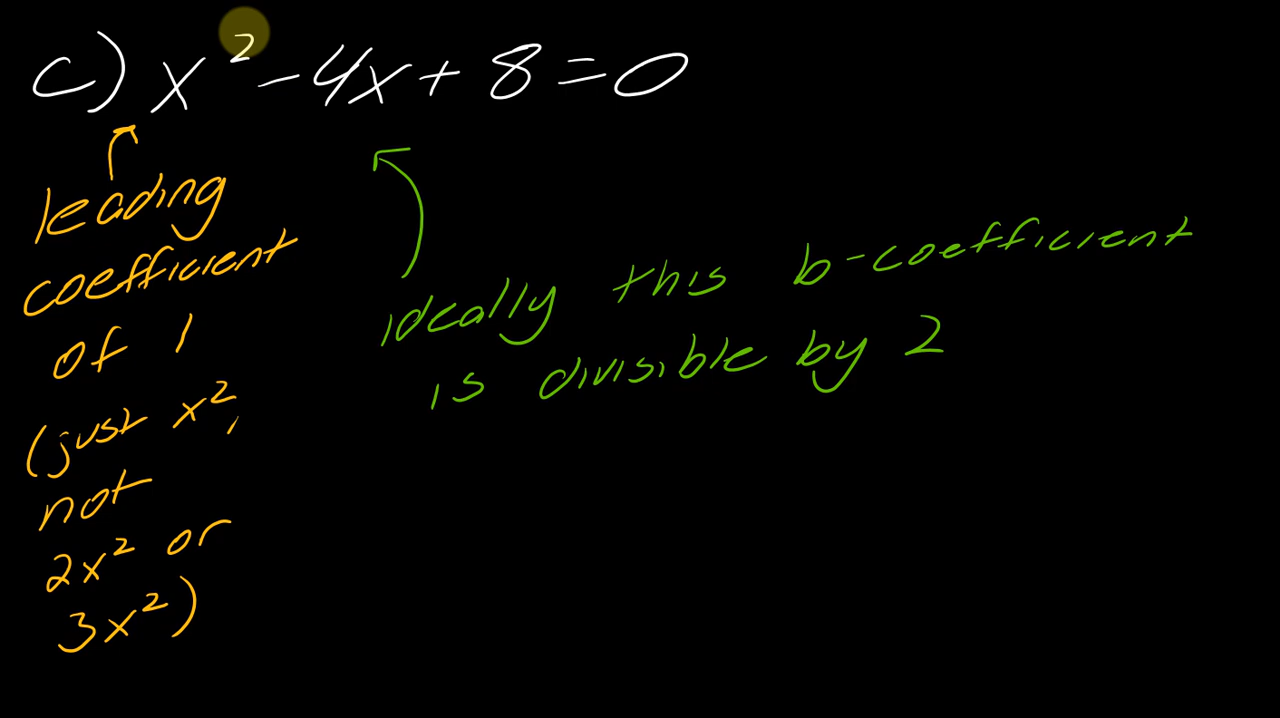 c) x² - 4x + 8 = 0
leading
coefficient
of 1
(just x²,
not
2x² or
3x²)
ideally this b-coefficient
is divisible by 2